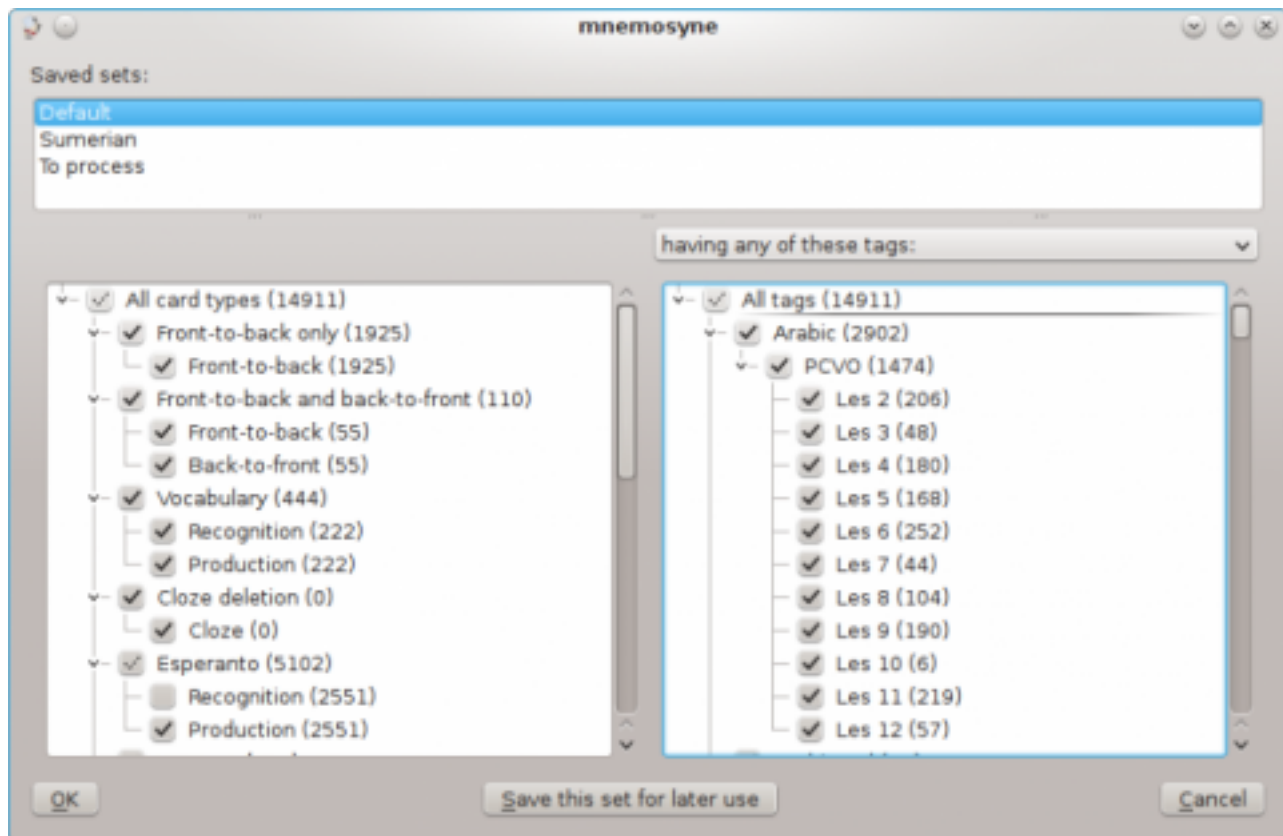 mnemosyne
Saved sets:
Default
Sumerian
To process
having any of these tags:
All card types (14911)
Front-to-back only (1925)
Front-to-back (1925)
Front-to-back and back-to-front (110)
Front-to-back (55)
Back-to-front (55)
Vocabulary (444)
Recognition (222)
Production (222)
Cloze deletion (0)
Cloze (0)
Esperanto (5102)
Recognition (2551)
Production (2551)
All tags (14911)
Arabic (2902)
PCVO (1474)
Les 2 (206)
Les 3 (48)
Les 4 (180)
Les 5 (168)
Les 6 (252)
Les 7 (44)
Les 8 (104)
Les 9 (190)
Les 10 (6)
Les 11 (219)
Les 12 (57)
OK
Save this set for later use
Cancel